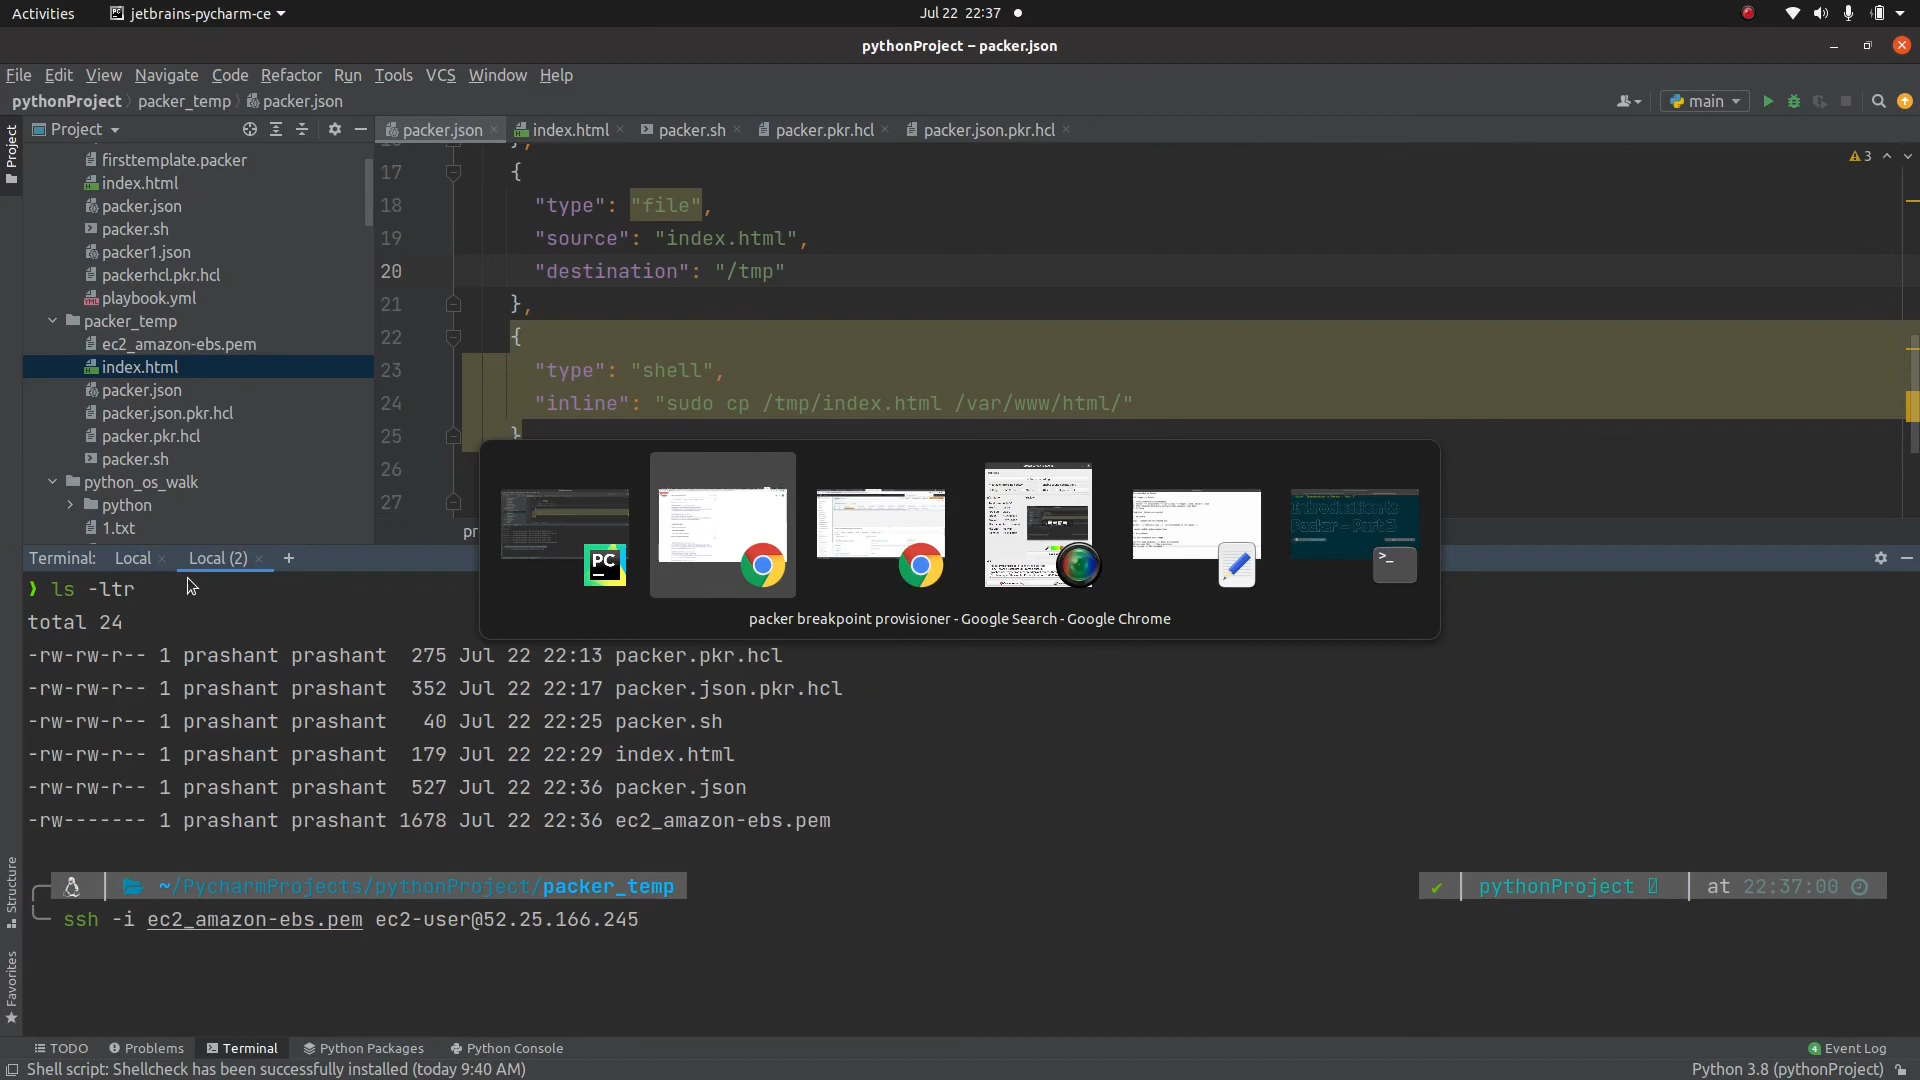 Activities
jetbrains-pycharm-ce
Jul 22 22:37
pythonProject – packer.json
File Edit View Navigate Code Refactor Run Tools VCS Window Help
pythonProject packer_temp packer.json
main
Project
packer.json index.html packer.sh packer.pkr.hcl packer.json.pkr.hcl
Project
firsttemplate.packer
index.html
packer.json
packer.sh
packer1.json
packerhcl.pkr.hcl
playbook.yml
packer_temp
ec2_amazon-ebs.pem
index.html
packer.json
packer.json.pkr.hcl
packer.pkr.hcl
packer.sh
python_os_walk
python
1.txt
3
17 {
18 "type": "file",
19 "source": "index.html",
20 "destination": "/tmp"
21 },
22 {
23 "type": "shell",
24 "inline": "sudo cp /tmp/index.html /var/www/html/"
25 }
26
27
PC
Introduction to
Packer - Part 3
packer breakpoint provisioner - Google Search - Google Chrome
Terminal: Local Local (2) +
❯ ls -ltr
total 24
-rw-rw-r-- 1 prashant prashant 275 Jul 22 22:13 packer.pkr.hcl
-rw-rw-r-- 1 prashant prashant 352 Jul 22 22:17 packer.json.pkr.hcl
-rw-rw-r-- 1 prashant prashant 40 Jul 22 22:25 packer.sh
-rw-rw-r-- 1 prashant prashant 179 Jul 22 22:29 index.html
-rw-rw-r-- 1 prashant prashant 527 Jul 22 22:36 packer.json
-rw------- 1 prashant prashant 1678 Jul 22 22:36 ec2_amazon-ebs.pem
~/PycharmProjects/pythonProject/packer_temp
✔ pythonProject at 22:37:00
ssh -i ec2_amazon-ebs.pem ec2-user@52.25.166.245
Structure
Favorites
TODO Problems Terminal Python Packages Python Console
4 Event Log
Shell script: Shellcheck has been successfully installed (today 9:40 AM)
Python 3.8 (pythonProject)